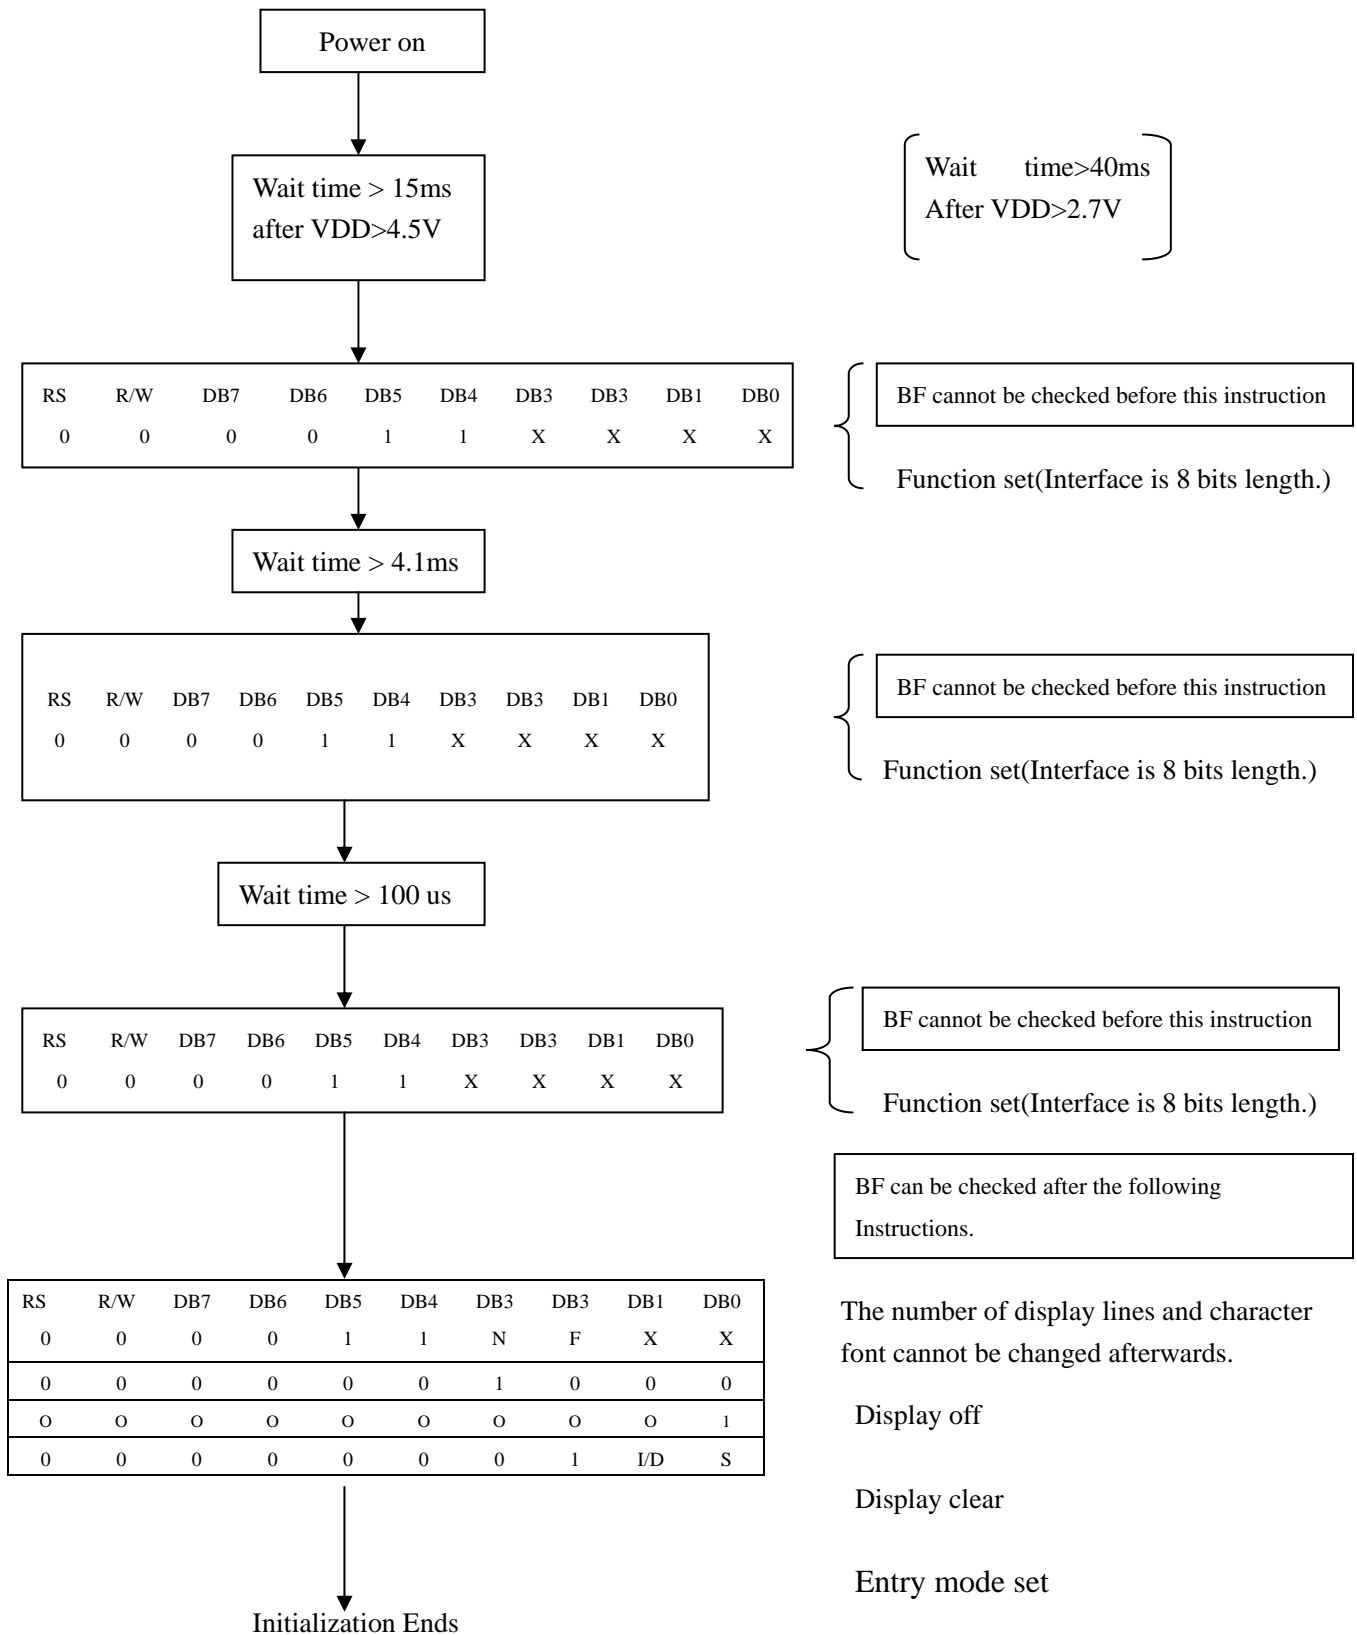 Power on
Wait time > 15ms
after VDD>4.5V
Wait time>40ms
After VDD>2.7V
RS R/W DB7 DB6 DB5 DB4 DB3 DB3 DB1 DB0
0 0 0 0 1 1 X X X X
BF cannot be checked before this instruction
Function set(Interface is 8 bits length.)
Wait time > 4.1ms
RS R/W DB7 DB6 DB5 DB4 DB3 DB3 DB1 DB0
0 0 0 0 1 1 X X X X
BF cannot be checked before this instruction
Function set(Interface is 8 bits length.)
Wait time > 100 us
RS R/W DB7 DB6 DB5 DB4 DB3 DB3 DB1 DB0
0 0 0 0 1 1 X X X X
BF cannot be checked before this instruction
Function set(Interface is 8 bits length.)
BF can be checked after the following
Instructions.
RS R/W DB7 DB6 DB5 DB4 DB3 DB3 DB1 DB0
0 0 0 0 1 1 N F X X
0 0 0 0 0 0 1 0 0 0
O O O O O O O O O 1
0 0 0 0 0 0 0 1 I/D S
The number of display lines and character
font cannot be changed afterwards.
Display off
Display clear
Entry mode set
Initialization Ends